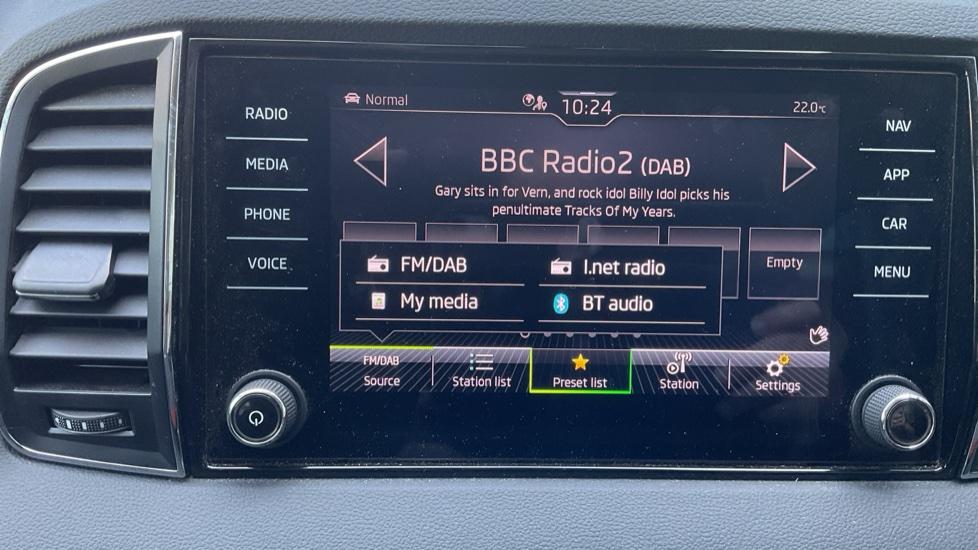 RADIO
MEDIA
PHONE
VOICE
Normal
10:24
22.0°C
BBC Radio2 (DAB)
Gary sits in for Vern, and rock idol Billy Idol picks his
penultimate Tracks Of My Years.
Empty
FM/DAB
I.net radio
My media
BT audio
FM/DAB
Source
Station list
Preset list
Station
Settings
NAV
APP
CAR
MENU